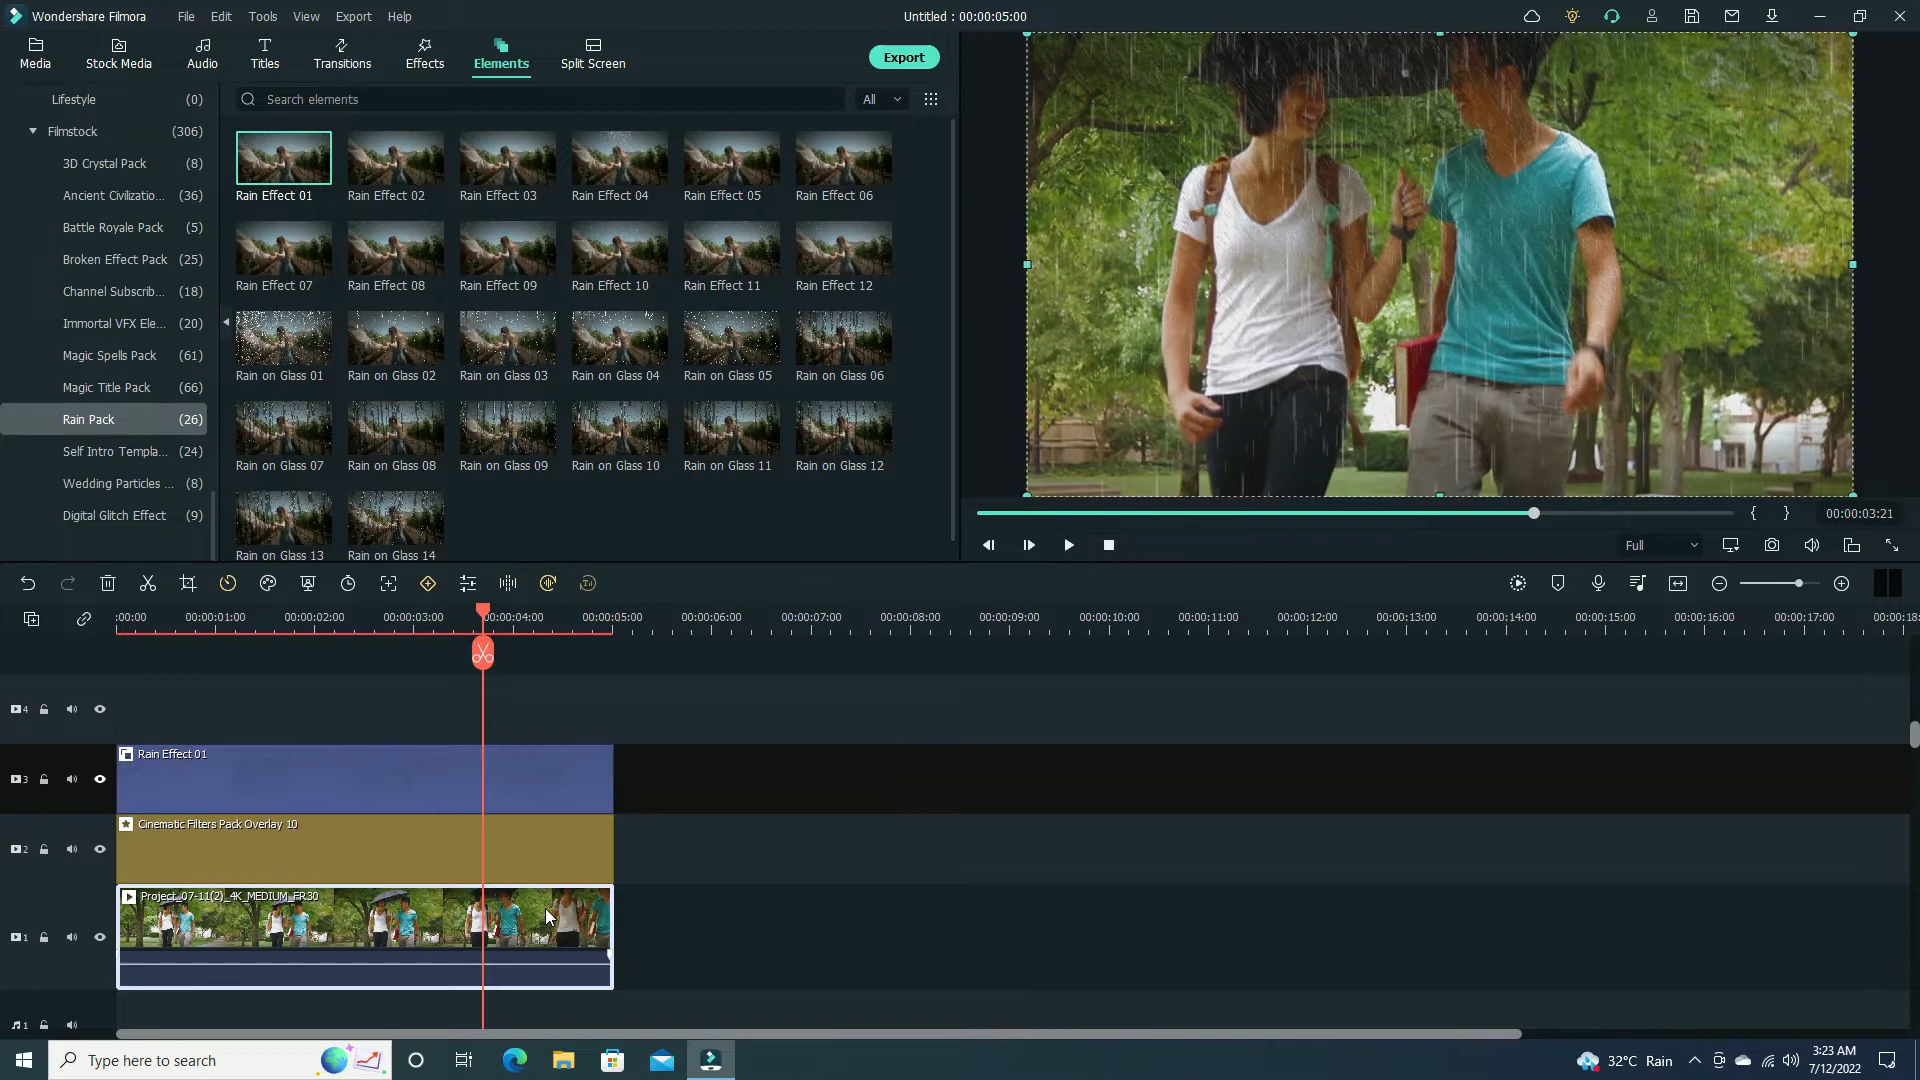 Wondershare Filmora
File Edit Tools View Export Help
Untitled : 00:00:05:00
Media Stock Media Audio Titles Transitions Effects Elements Split Screen
Export
Search elements
All
Lifestyle (0)
Filmstock (306)
3D Crystal Pack (8)
Ancient Civilizatio... (36)
Battle Royale Pack (5)
Broken Effect Pack (25)
Channel Subscrib... (18)
Immortal VFX Ele... (20)
Magic Spells Pack (61)
Magic Title Pack (66)
Rain Pack (26)
Self Intro Templa... (24)
Wedding Particles ... (8)
Digital Glitch Effect (9)
Rain Effect 01 Rain Effect 02 Rain Effect 03 Rain Effect 04 Rain Effect 05 Rain Effect 06
Rain Effect 07 Rain Effect 08 Rain Effect 09 Rain Effect 10 Rain Effect 11 Rain Effect 12
Rain on Glass 01 Rain on Glass 02 Rain on Glass 03 Rain on Glass 04 Rain on Glass 05 Rain on Glass 06
Rain on Glass 07 Rain on Glass 08 Rain on Glass 09 Rain on Glass 10 Rain on Glass 11 Rain on Glass 12
Rain on Glass 13 Rain on Glass 14
{ } 00:00:03:21
Full
:00:00 00:00:01:00 00:00:02:00 00:00:03:00 00:00:04:00 00:00:05:00 00:00:06:00 00:00:07:00 00:00:08:00 00:00:09:00 00:00:10:00 00:00:11:00 00:00:12:00 00:00:13:00 00:00:14:00 00:00:15:00 00:00:16:00 00:00:17:00 00:00:18:
4
3
Rain Effect 01
2
Cinematic Filters Pack Overlay 10
1
Project_07-11(2)_4K_MEDIUM_FR30
1
Type here to search
32°C Rain
3:23 AM
7/12/2022